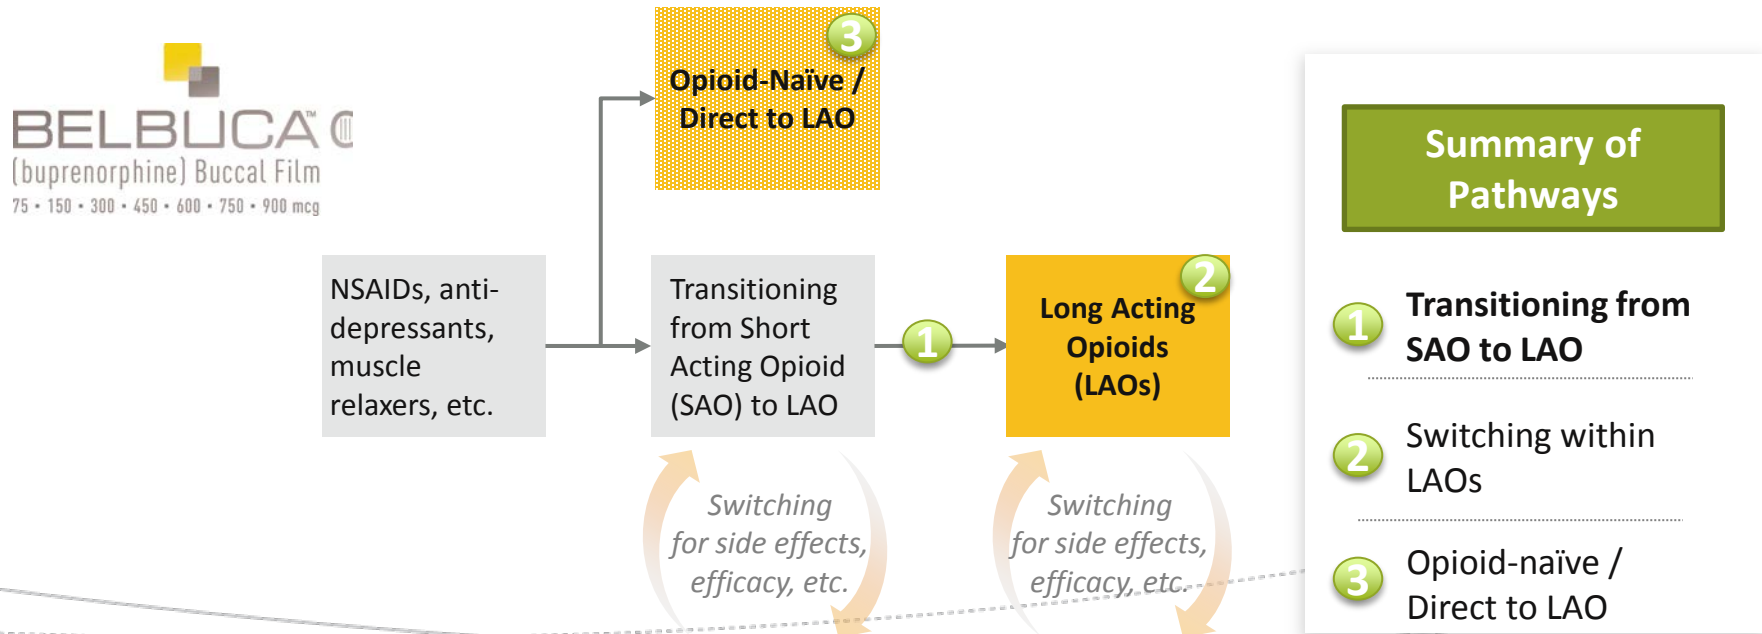 BELBUCA™ CIII
(buprenorphine) Buccal Film
75 • 150 • 300 • 450 • 600 • 750 • 900 mcg
3
Opioid-Naïve /
Direct to LAO
NSAIDs, anti-
depressants,
muscle
relaxers, etc.
Transitioning
from Short
Acting Opioid
(SAO) to LAO
1
2
Long Acting
Opioids
(LAOs)
Switching
for side effects,
efficacy, etc.
Switching
for side effects,
efficacy, etc.
Summary of
Pathways
1
Transitioning from
SAO to LAO
2
Switching within
LAOs
3
Opioid-naïve /
Direct to LAO